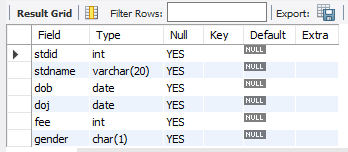 Result Grid Filter Rows: Export:
Field Type Null Key Default Extra
stdid int YES NULL
stdname varchar(20) YES NULL
dob date YES NULL
doj date YES NULL
fee int YES NULL
gender char(1) YES NULL